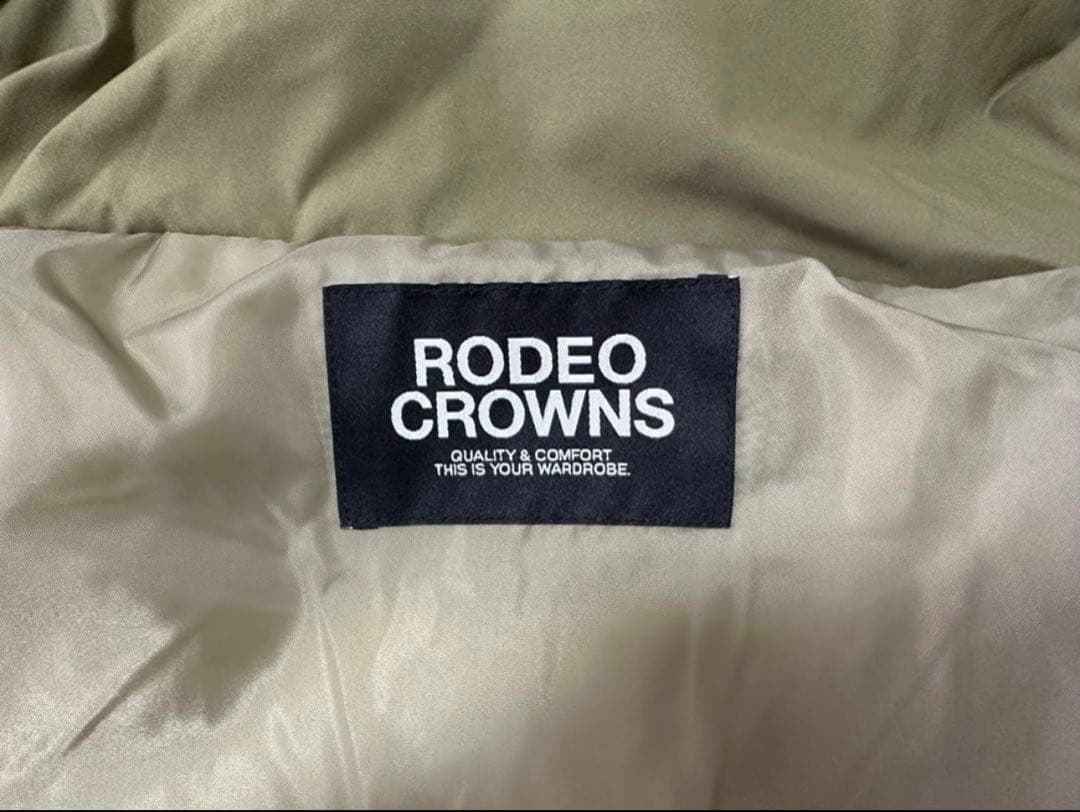 RODEO
CROWNS
QUALITY & COMFORT
THIS IS YOUR WARDROBE.